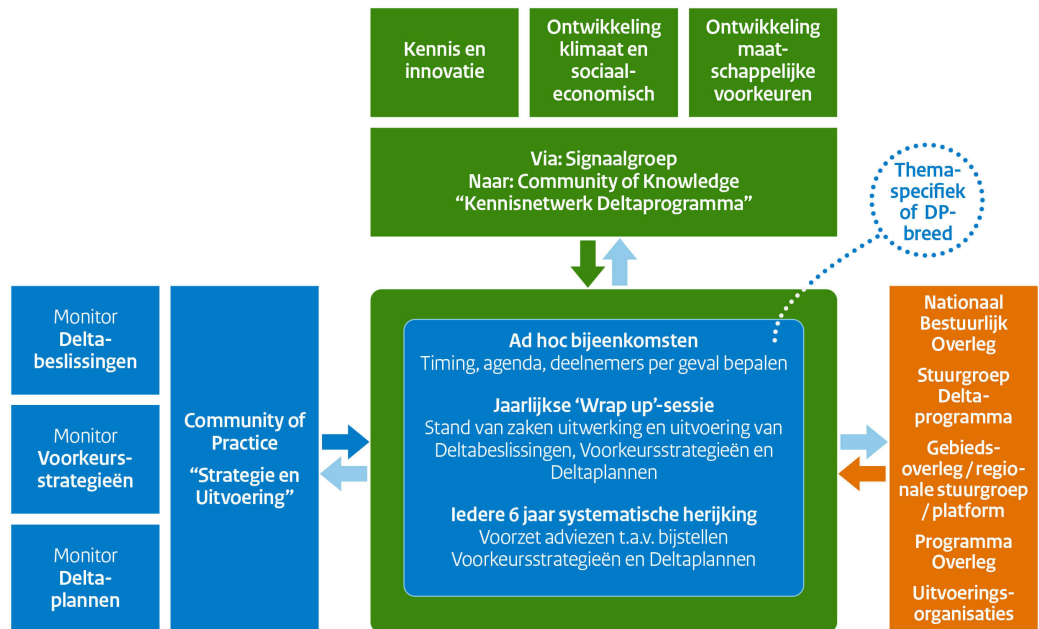 Kennis en
innovatie
Ontwikkeling
klimaat en
sociaal-
economisch
Ontwikkeling
maat-
schappelijke
voorkeuren
Via: Signaalgroep
Naar: Community of Knowledge
“Kennisnetwerk Deltaprogramma”
Thema-
specifiek
of DP-
breed
Monitor
Delta-
beslissingen
Monitor
Voorkeurs-
strategieën
Monitor
Delta-
plannen
Community of
Practice
“Strategie en
Uitvoering”
Ad hoc bijeenkomsten
Timing, agenda, deelnemers per geval bepalen
Jaarlijkse ‘Wrap up’-sessie
Stand van zaken uitwerking en uitvoering van
Deltabeslissingen, Voorkeursstrategieën en
Deltaplannen
Iedere 6 jaar systematische herijking
Voorzet adviezen t.a.v. bijstellen
Voorkeursstrategieën en Deltaplannen
Nationaal
Bestuurlijk
Overleg
Stuurgroep
Delta-
programma
Gebieds-
overleg / regio-
nale stuurgroep
/ platform
Programma
Overleg
Uitvoerings-
organisaties